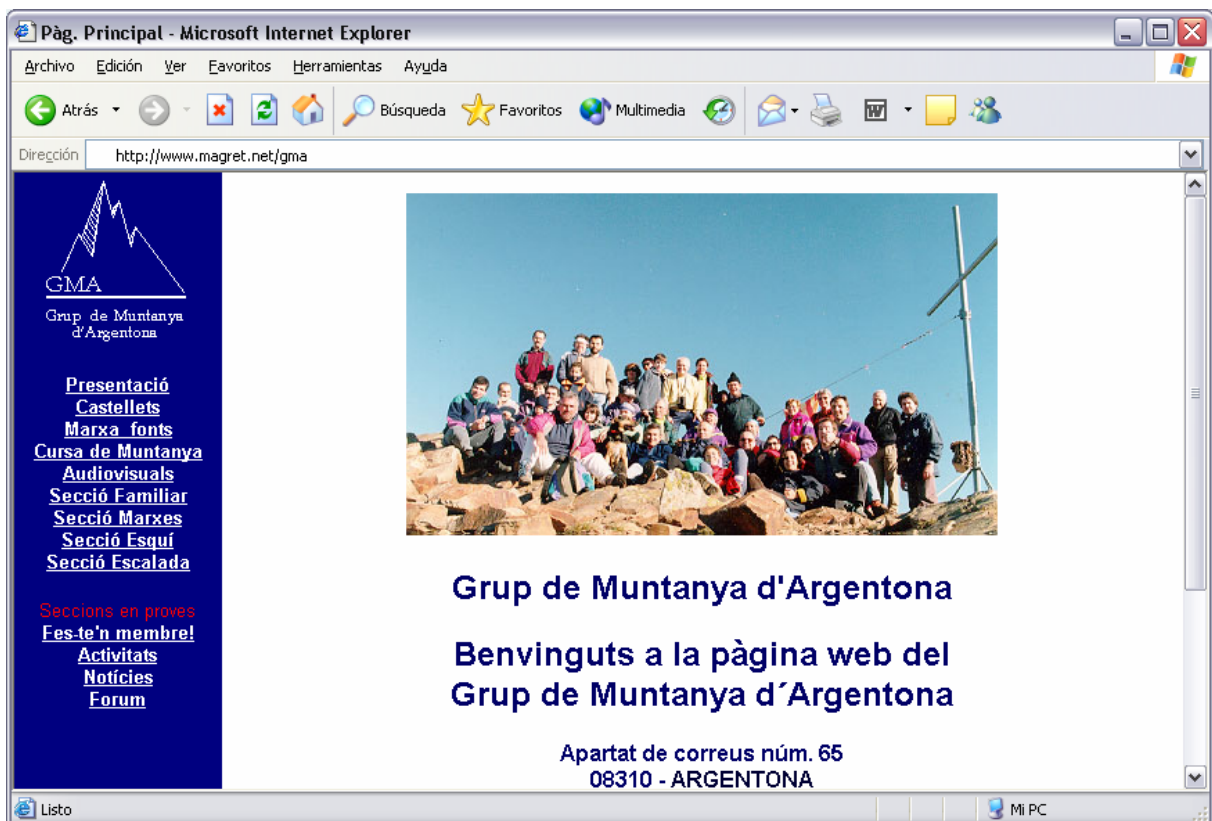 Pàg. Principal - Microsoft Internet Explorer
Archivo Edición Ver Favoritos Herramientas Ayuda
Atrás Búsqueda Favoritos Multimedia
Dirección http://www.magret.net/gma
GMA
Grup de Muntanya
d'Argentona
Presentació
Castellets
Marxa fonts
Cursa de Muntanya
Audiovisuals
Secció Familiar
Secció Marxes
Secció Esquí
Secció Escalada
Seccions en proves
Fes-te'n membre!
Activitats
Notícies
Forum
Grup de Muntanya d'Argentona
Benvinguts a la pàgina web del
Grup de Muntanya d´Argentona
Apartat de correus núm. 65
08310 - ARGENTONA
Listo Mi PC